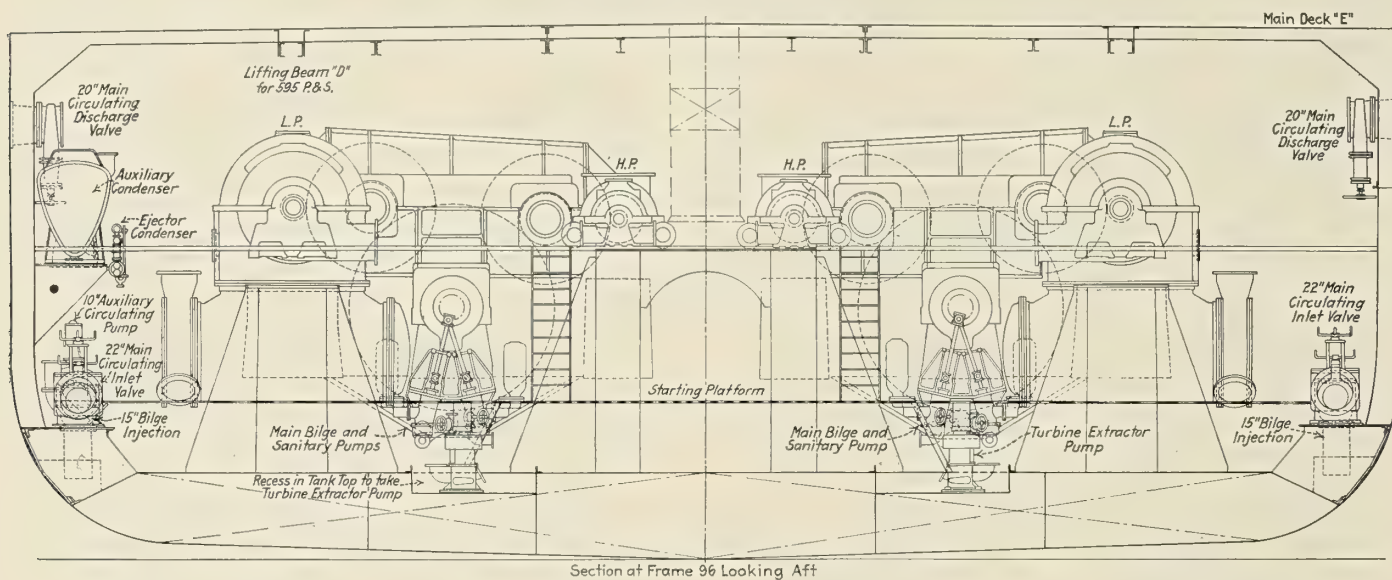 Main Deck "E"
Lifting Beam "D"
for 595 P.& S.
20" Main
Circulating
Discharge
Valve
L.P.
H.P.
H.P.
L.P.
20" Main
Circulating
Discharge
Valve
Auxiliary
Condenser
Ejector
Condenser
10" Auxiliary
Circulating
Pump
22" Main
Circulating
Inlet
Valve
15" Bilge
Injection
22" Main
Circulating
Inlet Valve
Starting Platform
Main Bilge and
Sanitary Pumps
Main Bilge and
Sanitary Pump
Turbine Extractor
Pump
15" Bilge
Injection
Recess in Tank Top to take
Turbine Extractor Pump
Section at Frame 96 Looking Aft